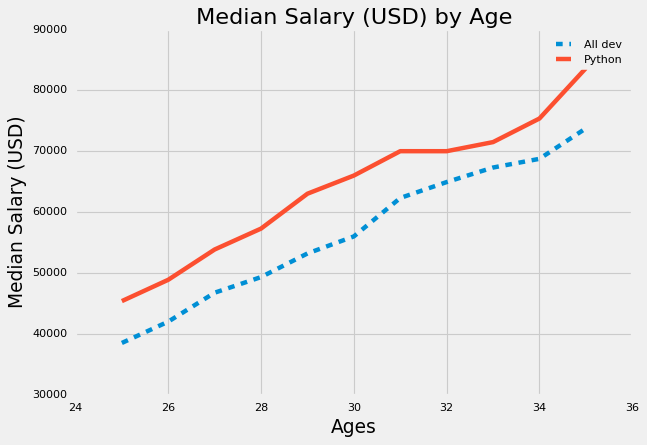 Median Salary (USD) by Age
90000
All dev
Python
80000
70000
60000
50000
40000
30000
Median Salary (USD)
24 26 28 30 32 34 36
Ages